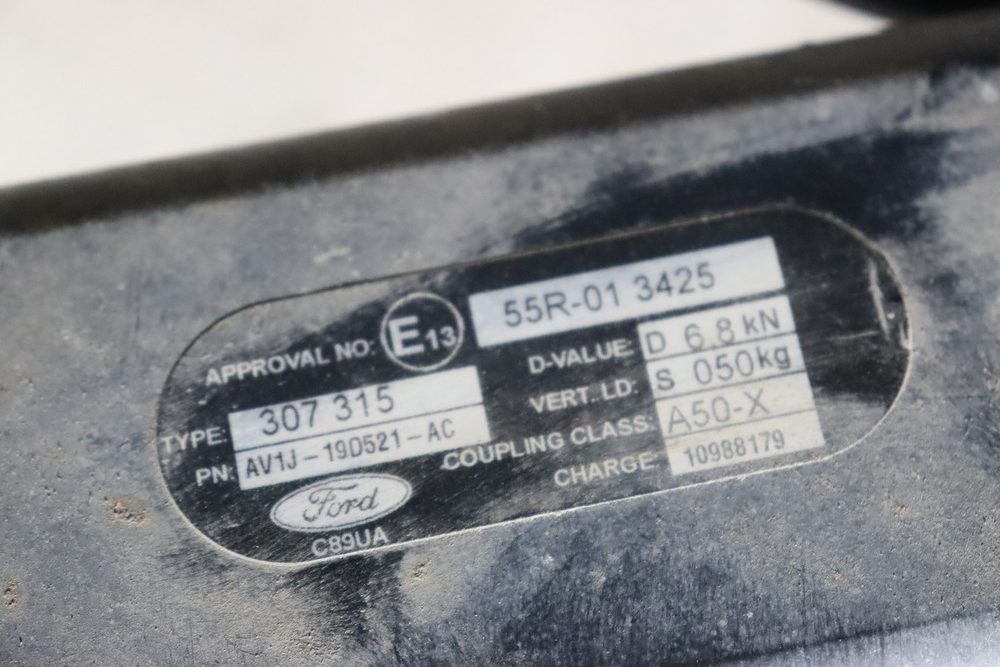 APPROVAL NO: E13 55R-01 3425
TYPE: 307 315
PN: AV1J-19D521-AC
Ford
C89UA
D-VALUE: D 6.8 kN
VERT. LD: S 050kg
COUPLING CLASS: A50-X
CHARGE 10988179